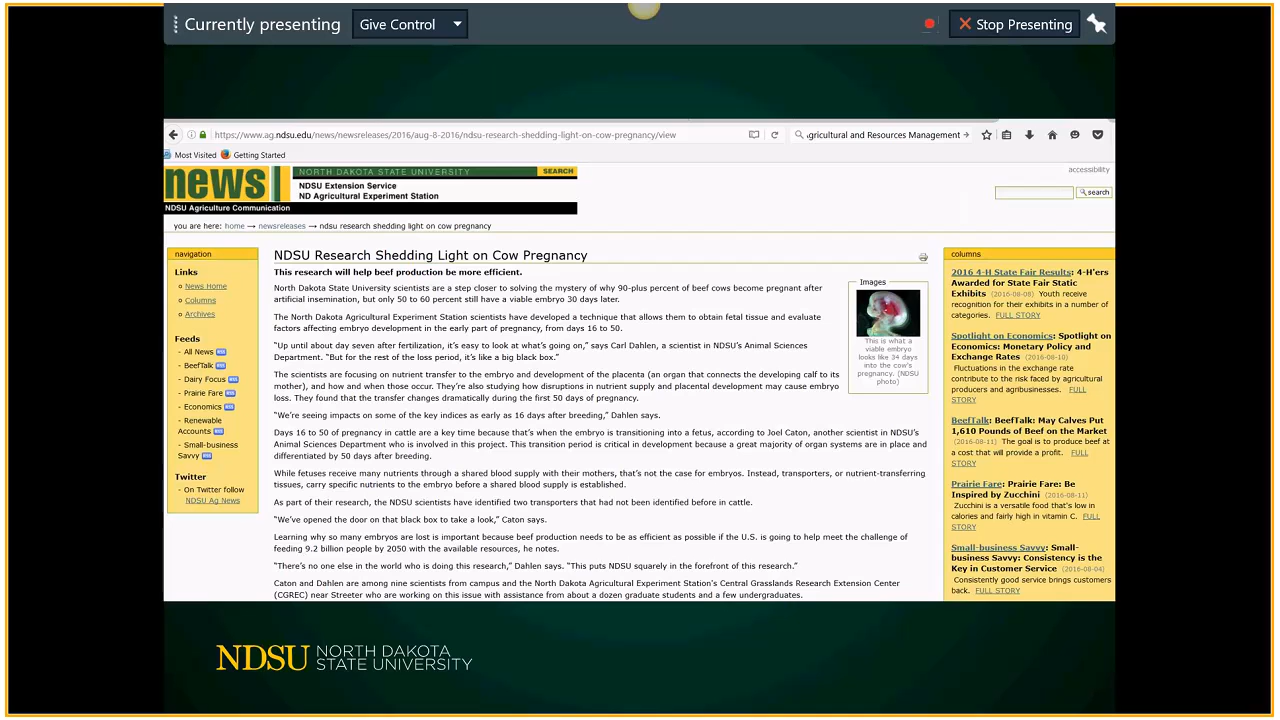 Currently presenting
Give Control
Stop Presenting
https://www.ag.ndsu.edu/news/newsreleases/2016/aug-8-2016/ndsu-research-shedding-light-on-cow-pregnancy/view
gricultural and Resources Management
Most Visited
Getting Started
news
NORTH DAKOTA STATE UNIVERSITY
SEARCH
NDSU Extension Service
ND Agricultural Experiment Station
NDSU Agriculture Communication
accessibility
search
you are here: home → newsreleases → ndsu research shedding light on cow pregnancy
navigation
Links
News Home
Columns
Archives
Feeds
- All News RSS
- BeefTalk RSS
- Dairy Focus RSS
- Prairie Fare RSS
- Economics RSS
- Renewable
Accounts RSS
- Small-business
Savvy RSS
Twitter
- On Twitter follow
NDSU Ag News
NDSU Research Shedding Light on Cow Pregnancy
This research will help beef production be more efficient.
North Dakota State University scientists are a step closer to solving the mystery of why 90-plus percent of beef cows become pregnant after
artificial insemination, but only 50 to 60 percent still have a viable embryo 30 days later.
The North Dakota Agricultural Experiment Station scientists have developed a technique that allows them to obtain fetal tissue and evaluate
factors affecting embryo development in the early part of pregnancy, from days 16 to 50.
“Up until about day seven after fertilization, it’s easy to look at what’s going on,” says Carl Dahlen, a scientist in NDSU’s Animal Sciences
Department. “But for the rest of the loss period, it’s like a big black box.”
The scientists are focusing on nutrient transfer to the embryo and development of the placenta (an organ that connects the developing calf to its
mother), and how and when those occur. They’re also studying how disruptions in nutrient supply and placental development may cause embryo
loss. They found that the transfer changes dramatically during the first 50 days of pregnancy.
“We’re seeing impacts on some of the key indices as early as 16 days after breeding,” Dahlen says.
Days 16 to 50 of pregnancy in cattle are a key time because that’s when the embryo is transitioning into a fetus, according to Joel Caton, another scientist in NDSU’s
Animal Sciences Department who is involved in this project. This transition period is critical in development because a great majority of organ systems are in place and
differentiated by 50 days after breeding.
While fetuses receive many nutrients through a shared blood supply with their mothers, that’s not the case for embryos. Instead, transporters, or nutrient-transferring
tissues, carry specific nutrients to the embryo before a shared blood supply is established.
As part of their research, the NDSU scientists have identified two transporters that had not been identified before in cattle.
“We’ve opened the door on that black box to take a look,” Caton says.
Learning why so many embryos are lost is important because beef production needs to be as efficient as possible if the U.S. is going to help meet the challenge of
feeding 9.2 billion people by 2050 with the available resources, he notes.
“There’s no one else in the world who is doing this research,” Dahlen says. “This puts NDSU squarely in the forefront of this research.”
Caton and Dahlen are among nine scientists from campus and the North Dakota Agricultural Experiment Station's Central Grasslands Research Extension Center
(CGREC) near Streeter who are working on this issue with assistance from about a dozen graduate students and a few undergraduates.
Images
This is what a
viable embryo
looks like 34 days
into the cow's
pregnancy. (NDSU
photo)
columns
2016 4-H State Fair Results: 4-H'ers
Awarded for State Fair Static
Exhibits (2016-08-08) Youth receive
recognition for their exhibits in a number of
categories. FULL STORY
Spotlight on Economics: Spotlight on
Economics: Monetary Policy and
Exchange Rates (2016-08-10)
Fluctuations in the exchange rate
contribute to the risk faced by agricultural
producers and agribusinesses. FULL
STORY
BeefTalk: BeefTalk: May Calves Put
1,610 Pounds of Beef on the Market
(2016-08-11) The goal is to produce beef at
a cost that will provide a profit. FULL
STORY
Prairie Fare: Prairie Fare: Be
Inspired by Zucchini (2016-08-11)
Zucchini is a versatile food that's low in
calories and fairly high in vitamin C. FULL
STORY
Small-business Savvy: Small-
business Savvy: Consistency is the
Key in Customer Service (2016-08-04)
Consistently good service brings customers
back. FULL STORY
NDSU NORTH DAKOTA
STATE UNIVERSITY